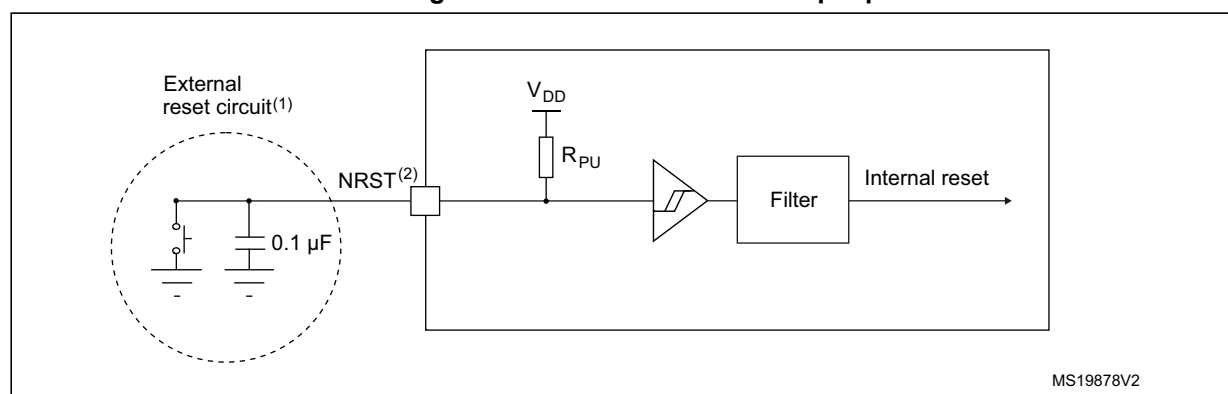 External
reset circuit(1)
VDD
RPU
NRST(2)
Filter
Internal reset
0.1 µF
MS19878V2